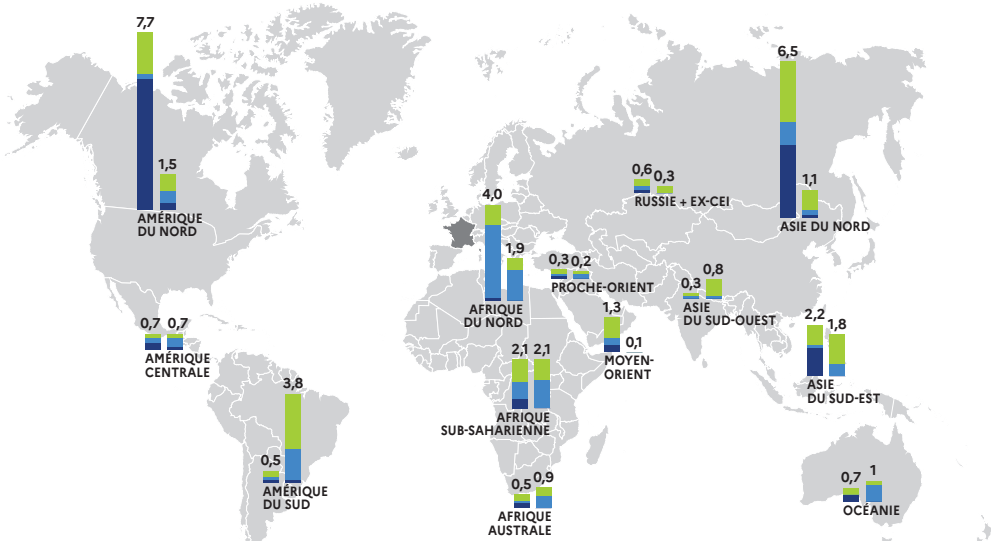 7,7
1,5
AMÉRIQUE
DU NORD
6,5
1,1
ASIE DU NORD
0,6 0,3
RUSSIE + EX-CEI
4,0
1,9
AFRIQUE
DU NORD
0,3 0,2
PROCHE-ORIENT
0,3 0,8
ASIE
DU SUD-OUEST
1,3
0,1
MOYEN-
ORIENT
2,2
1,8
ASIE
DU SUD-EST
0,7 0,7
AMÉRIQUE
CENTRALE
2,1 2,1
AFRIQUE
SUB-SAHARIENNE
3,8
0,5
AMÉRIQUE
DU SUD
0,5 0,9
AFRIQUE
AUSTRALE
0,7 1
OCÉANIE